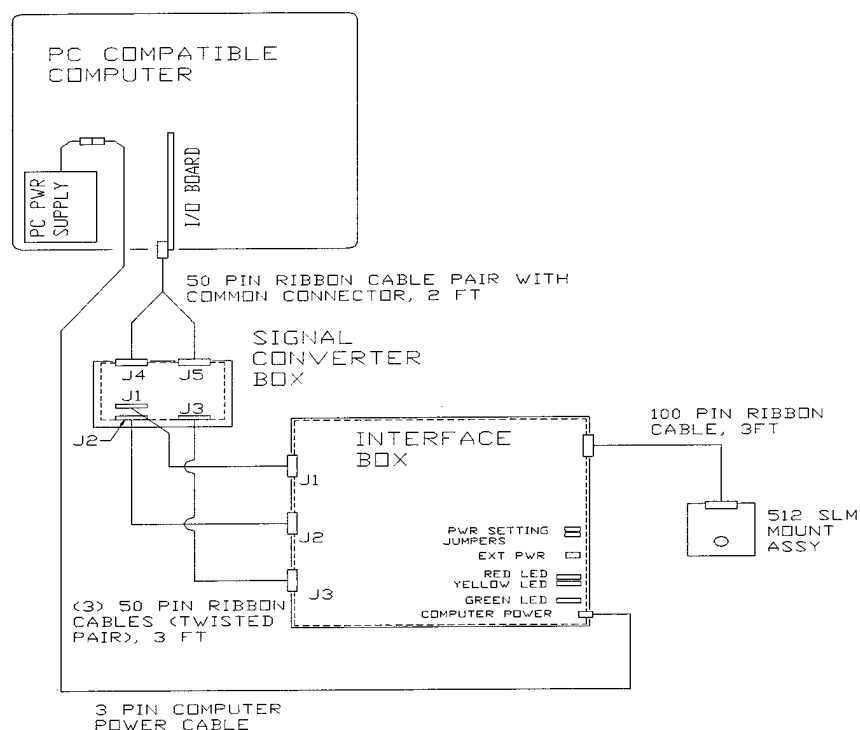 PC COMPATIBLE
COMPUTER
PC PWR
SUPPLY
I/O BOARD
50 PIN RIBBON CABLE PAIR WITH
COMMON CONNECTOR, 2 FT
SIGNAL
CONVERTER
BOX
J4
J5
J1
J3
J2
INTERFACE
BOX
J1
J2
J3
PWR SETTING
JUMPERS
EXT PWR
RED LED
YELLOW LED
GREEN LED
COMPUTER POWER
100 PIN RIBBON
CABLE, 3FT
512 SLM
MOUNT
ASSY
(3) 50 PIN RIBBON
CABLES (TWISTED
PAIR), 3 FT
3 PIN COMPUTER
POWER CABLE